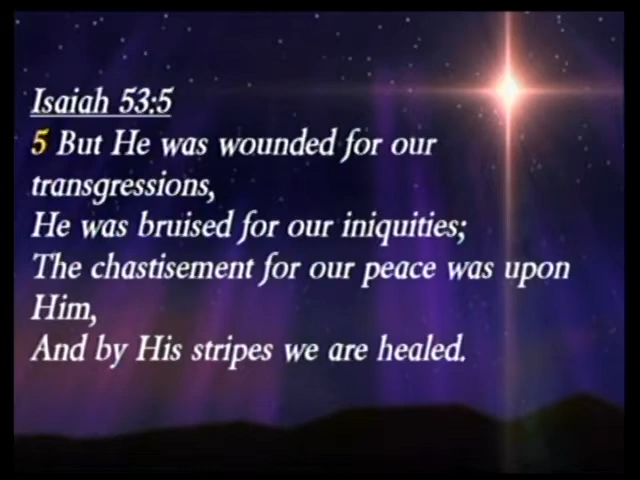 Isaiah 53:5
5 But He was wounded for our
transgressions,
He was bruised for our iniquities;
The chastisement for our peace was upon
Him,
And by His stripes we are healed.